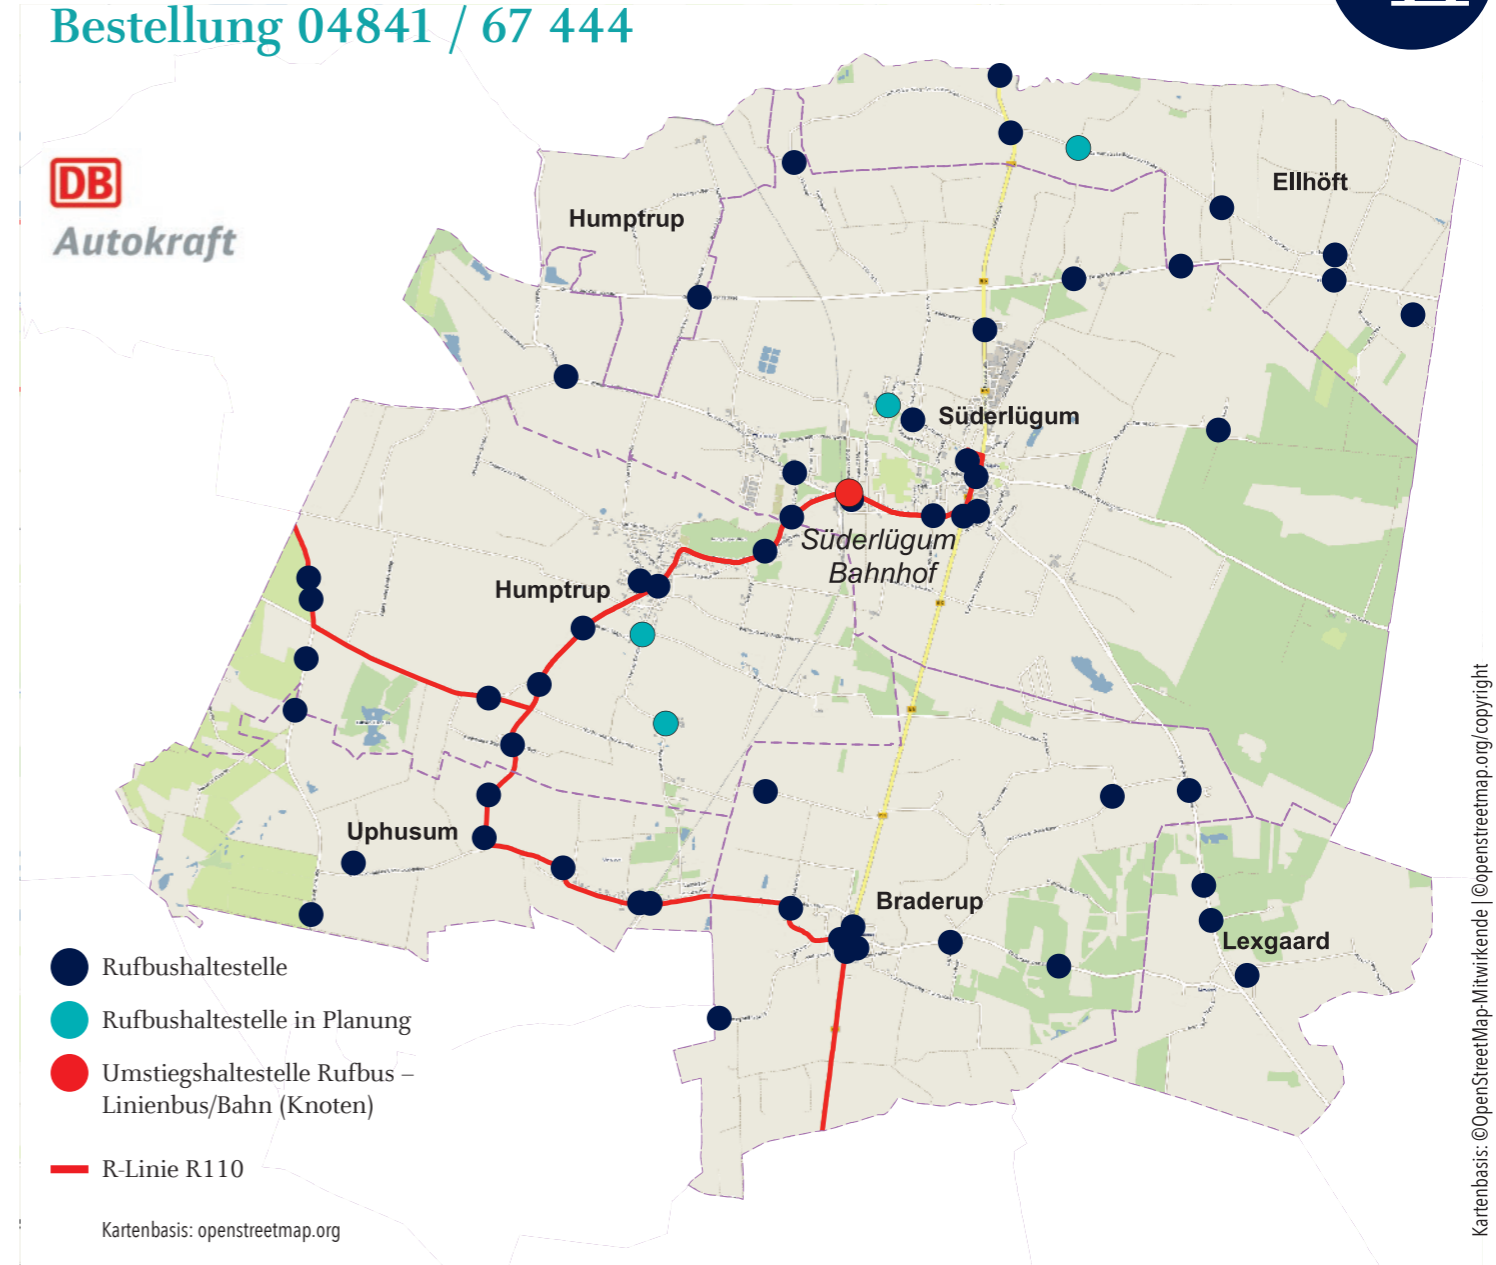 Bestellung 04841 / 67 444
DB
Autokraft
Ellhöft
Humptrup
Süderlügum
Süderlügum
Bahnhof
Humptrup
Uphusum
Braderup
Lexgaard
Rufbushaltestelle
Rufbushaltestelle in Planung
Umstiegshaltestelle Rufbus –
Linienbus/Bahn (Knoten)
R-Linie R110
Kartenbasis: openstreetmap.org
Kartenbasis: ©OpenStreetMap-Mitwirkende | ©openstreetmap.org/copyright